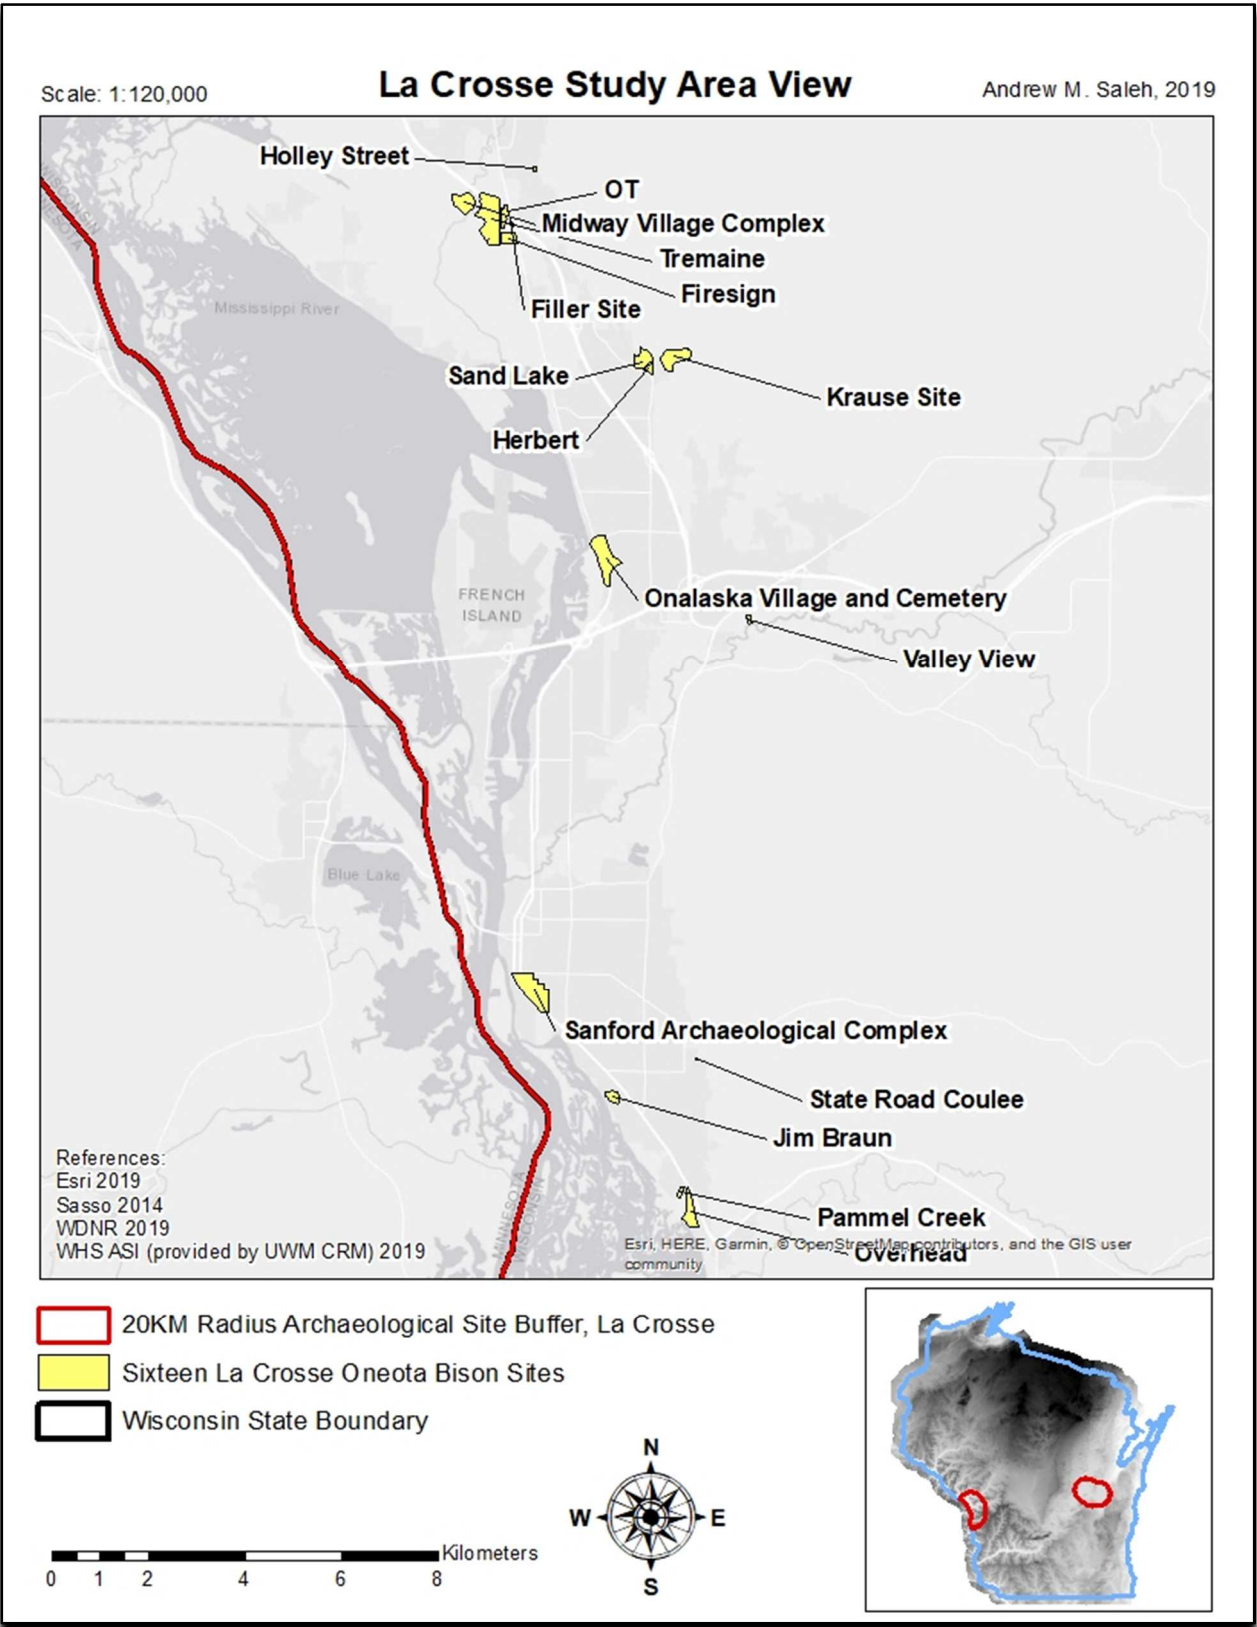 La Crosse Study Area View
Scale: 1:120,000
Andrew M. Saleh, 2019
Holley Street
OT
Midway Village Complex
Tremaine
Firesign
Filler Site
WISCONSIN
MINNESOTA
Mississippi River
Sand Lake
Krause Site
Herbert
FRENCH
ISLAND
Onalaska Village and Cemetery
Valley View
Blue Lake
Sanford Archaeological Complex
State Road Coulee
Jim Braun
Pammel Creek
Overhead
MINNESOTA
WISCONSIN
References:
Esri 2019
Sasso 2014
WDNR 2019
WHS ASI (provided by UWM CRM) 2019
Esri, HERE, Garmin, © OpenStreetMap contributors, and the GIS user
community
20KM Radius Archaeological Site Buffer, La Crosse
Sixteen La Crosse Oneota Bison Sites
Wisconsin State Boundary
N
W E
S
Kilometers
0 1 2 4 6 8